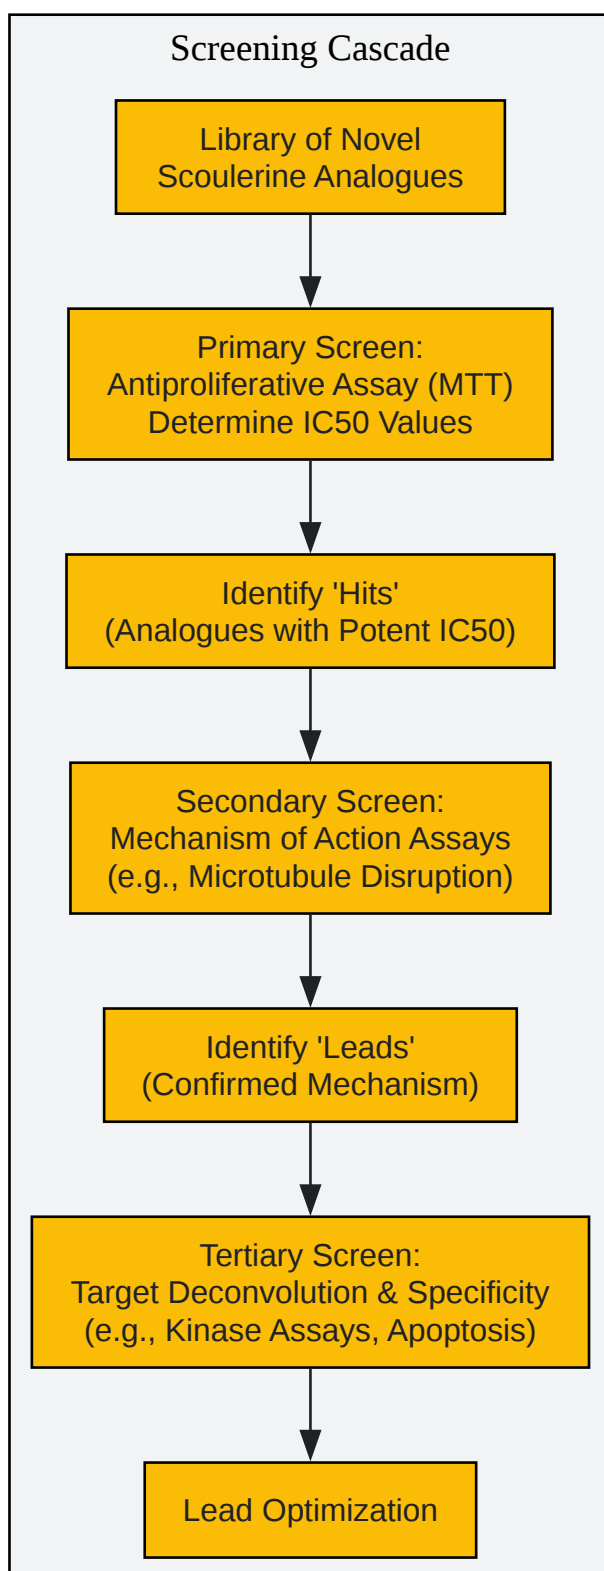 Screening Cascade
Library of Novel
Scoulerine Analogues
Primary Screen:
Antiproliferative Assay (MTT)
Determine IC50 Values
Identify 'Hits'
(Analogues with Potent IC50)
Secondary Screen:
Mechanism of Action Assays
(e.g., Microtubule Disruption)
Identify 'Leads'
(Confirmed Mechanism)
Tertiary Screen:
Target Deconvolution & Specificity
(e.g., Kinase Assays, Apoptosis)
Lead Optimization